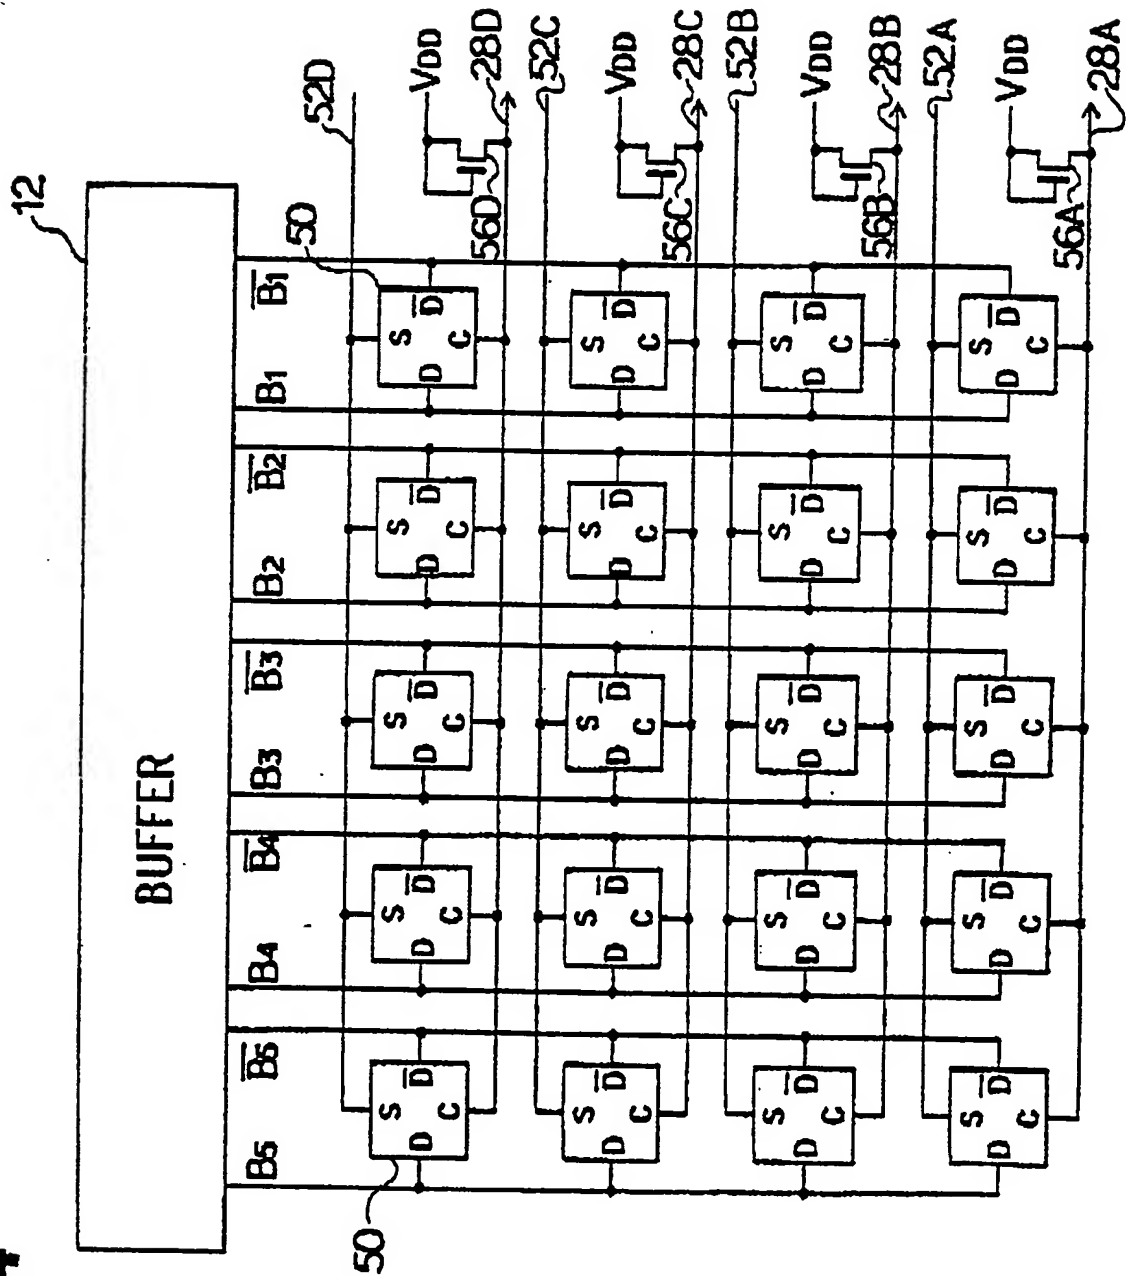 12
BUFFER
B5 B̅5 B4 B̅4 B3 B̅3 B2 B̅2 B1 B̅1
50 50 52D
S S S S S
D D̅ D D̅ D D̅ D D̅ D D̅
C C C C C
VDD
56D
28D
52C
S S S S S
D D̅ D D̅ D D̅ D D̅ D D̅
C C C C C
VDD
56C
28C
52B
S S S S S
D D̅ D D̅ D D̅ D D̅ D D̅
C C C C C
VDD
56B
28B
52A
S S S S S
D D̅ D D̅ D D̅ D D̅ D D̅
C C C C C
VDD
56A
28A